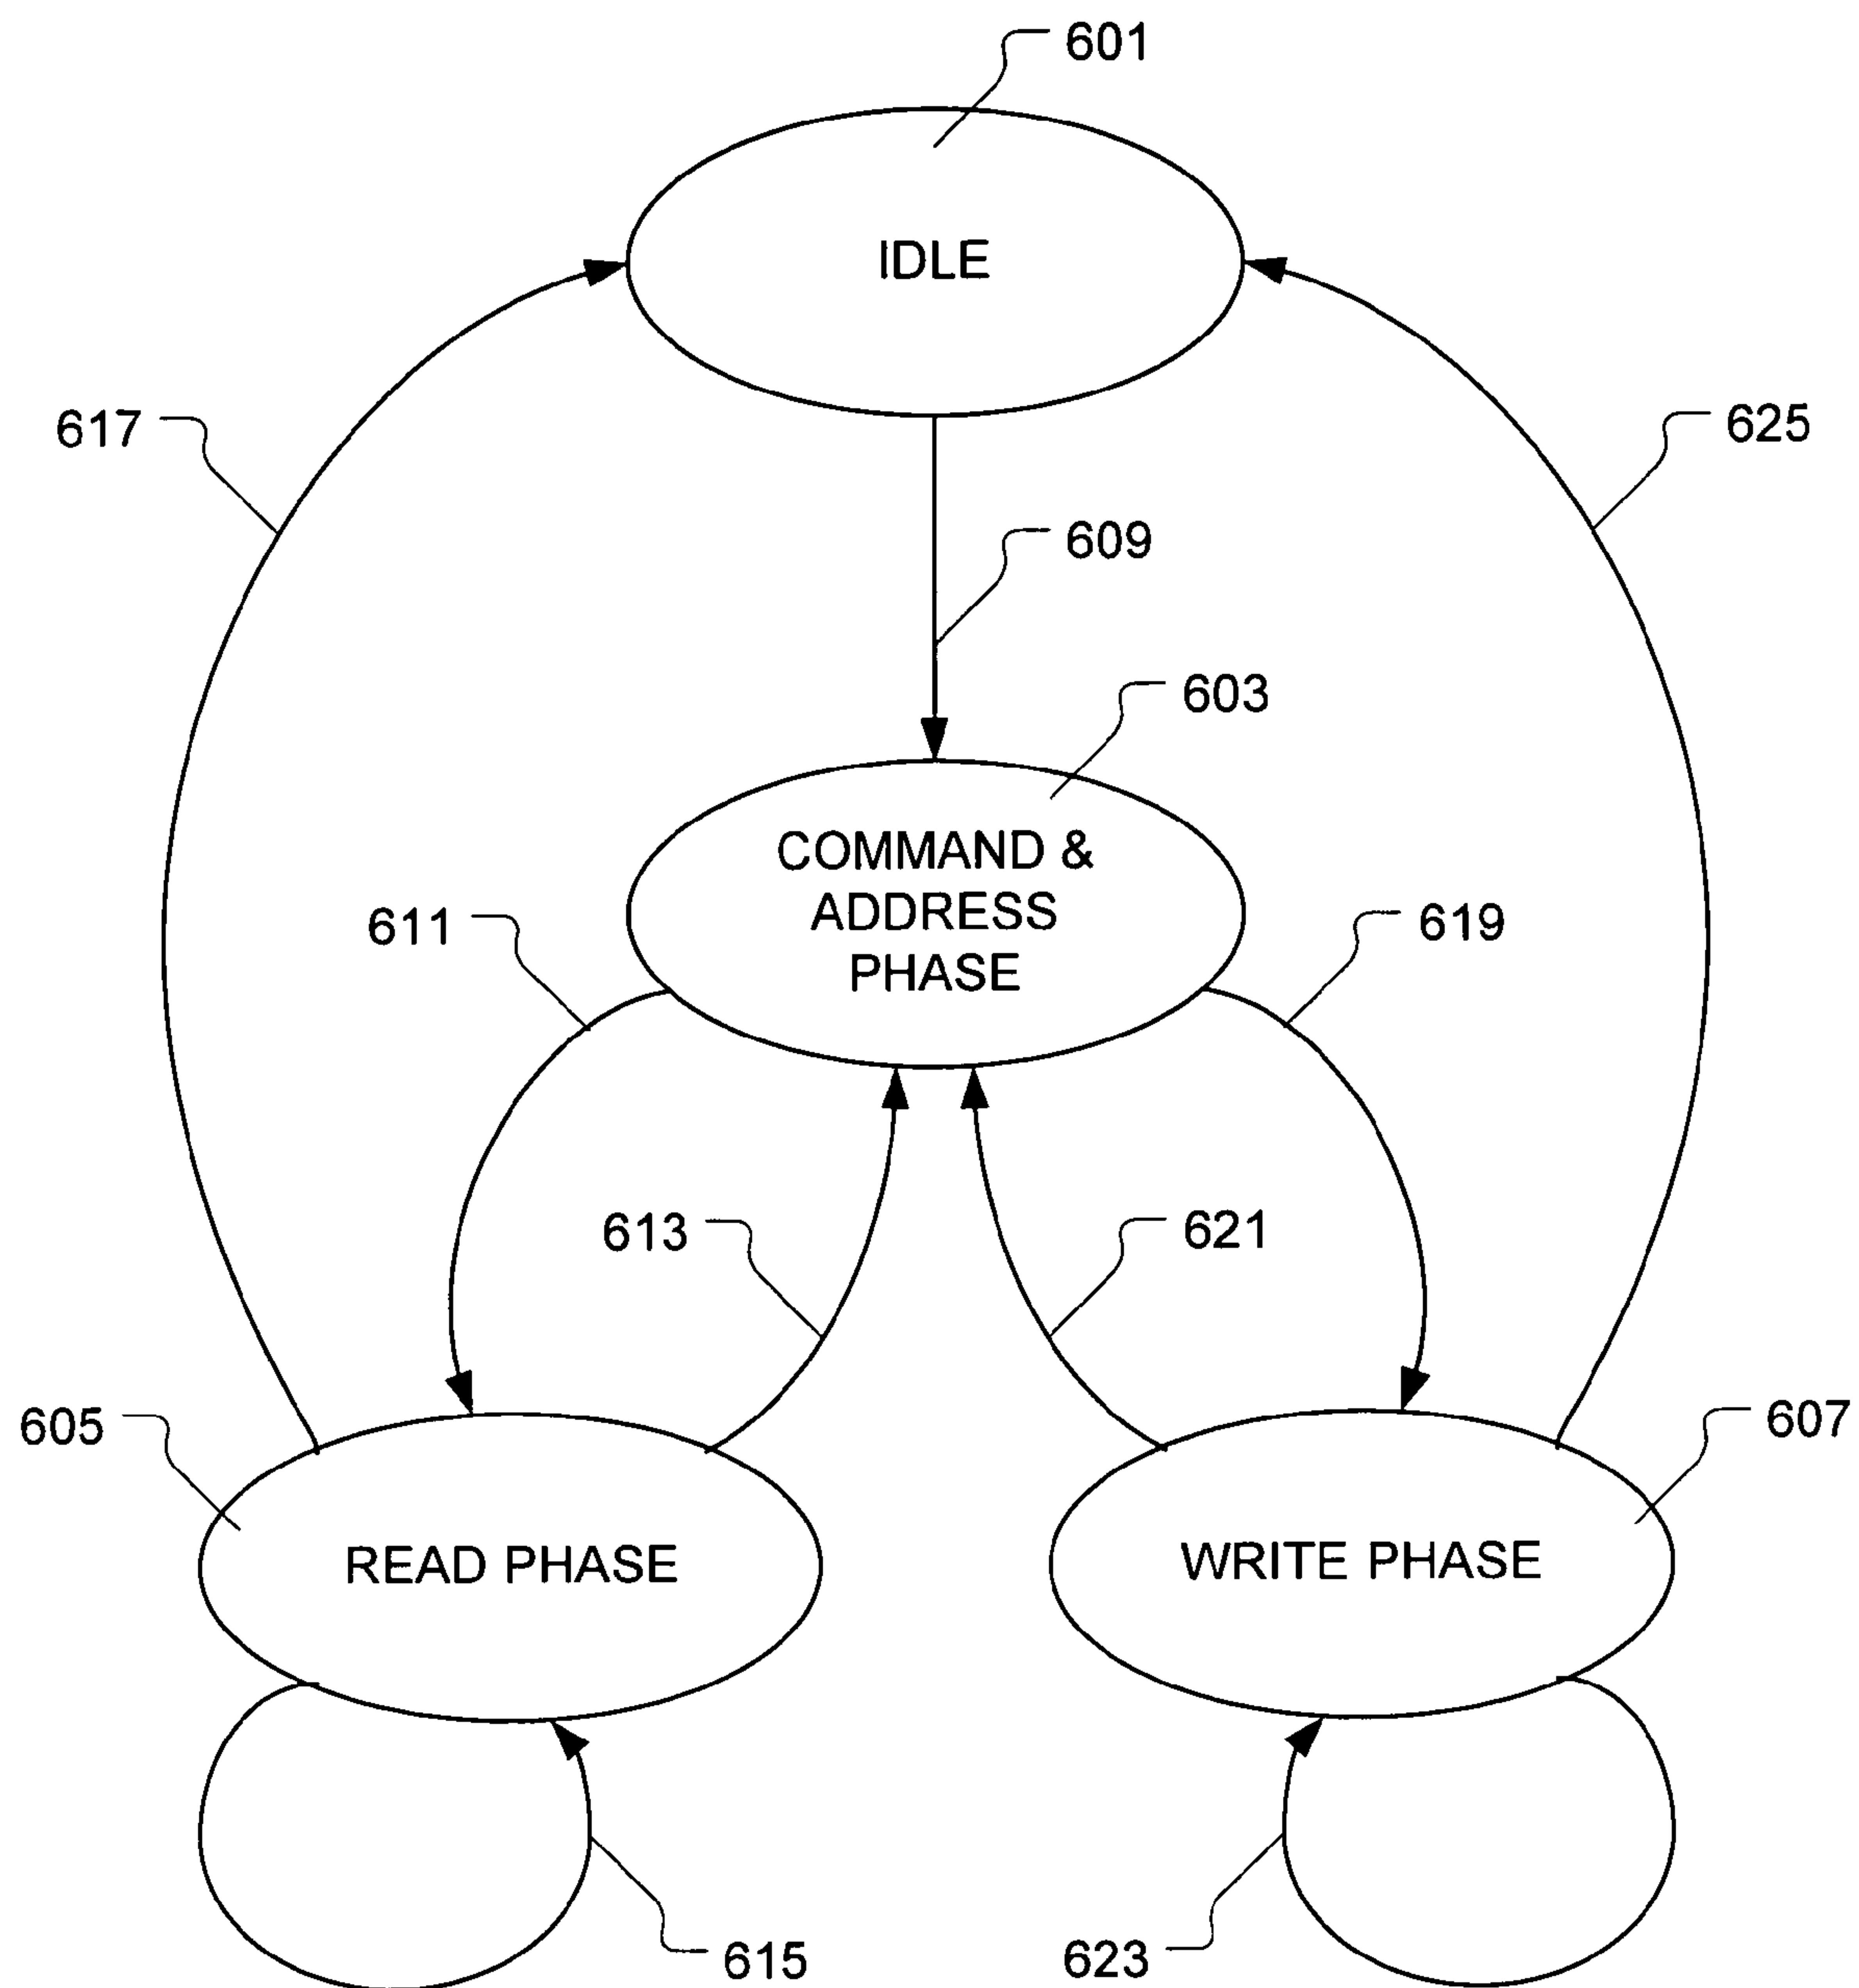 601
IDLE
617
625
609
603
COMMAND &
ADDRESS
PHASE
611
619
613
621
605
607
READ PHASE
WRITE PHASE
615
623